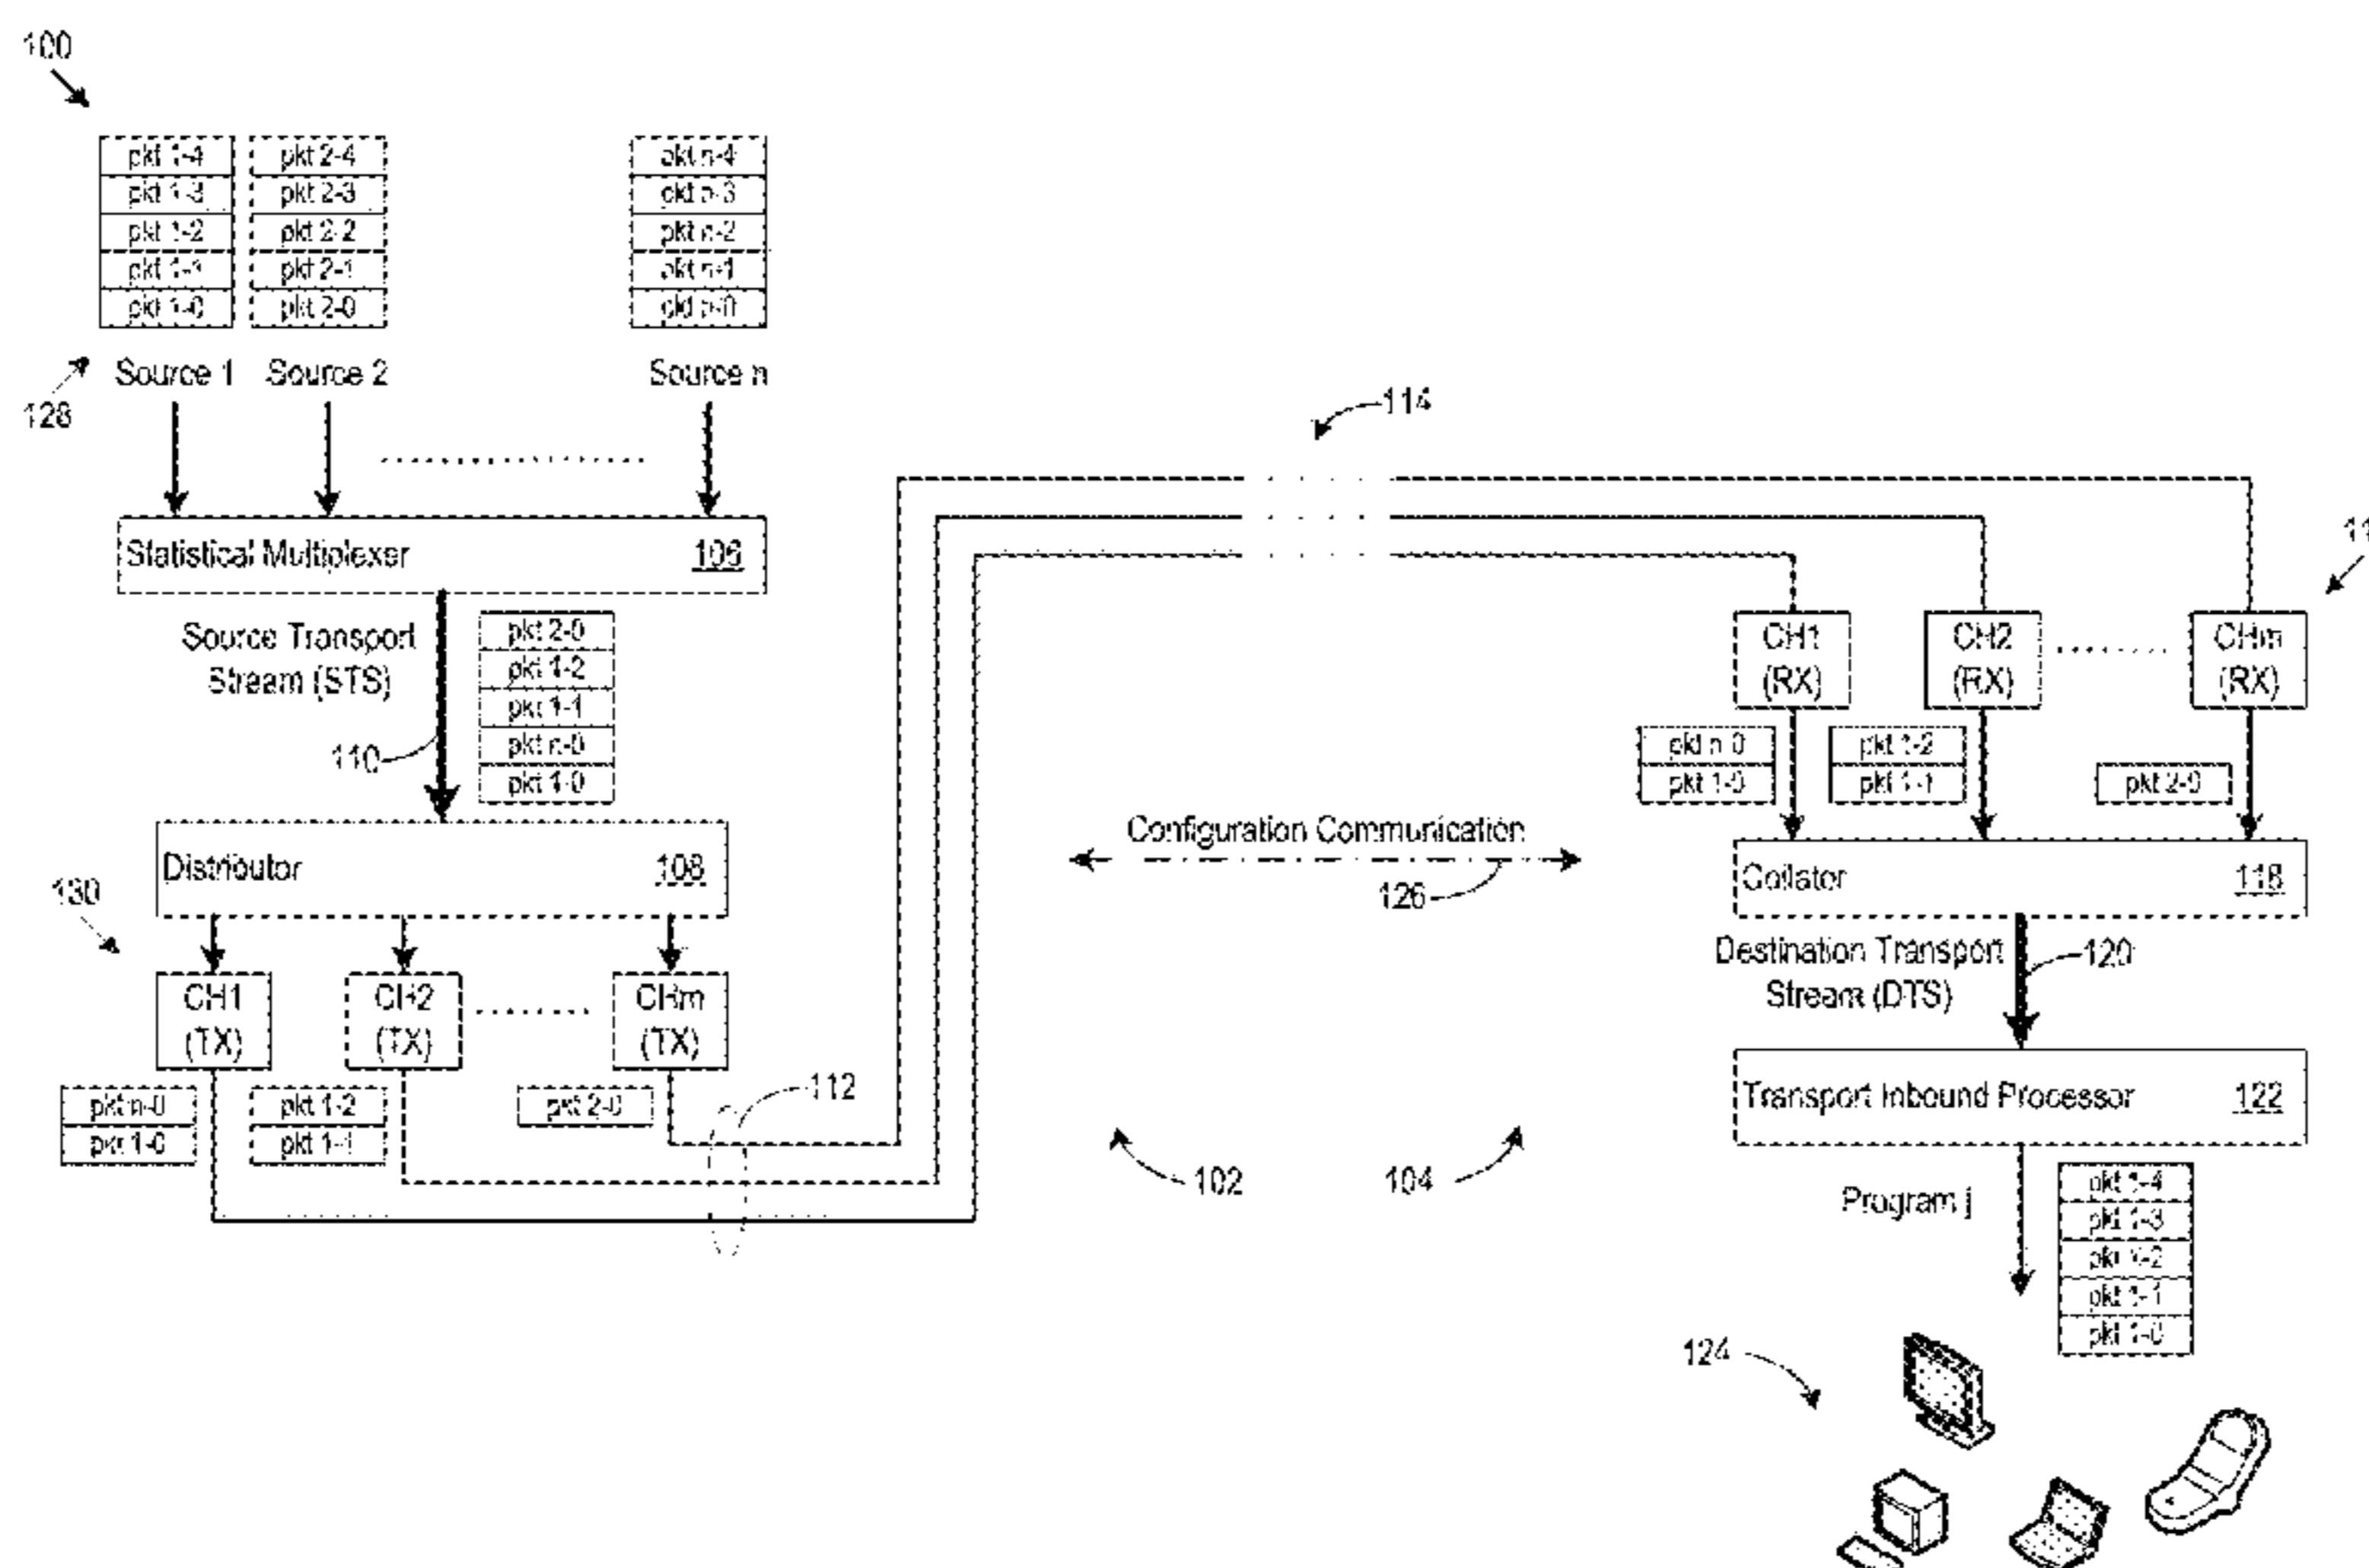 100
pkt 1-4
pkt 1-3
pkt 1-2
pkt 1-1
pkt 1-0
pkt 2-4
pkt 2-3
pkt 2-2
pkt 2-1
pkt 2-0
pkt n-4
pkt n-3
pkt n-2
pkt n-1
pkt n-0
128
Source 1
Source 2
Source n
Statistical Multiplexer 106
Source Transport
Stream (STS)
110
pkt 2-0
pkt 1-2
pkt 1-1
pkt n-0
pkt 1-0
Distributor 108
130
CH1
(TX)
CH2
(TX)
CHm
(TX)
pkt n-0
pkt 1-0
pkt 1-2
pkt 1-1
pkt 2-0
112
114
Configuration Communication
126
102
104
CH1
(RX)
CH2
(RX)
CHm
(RX)
pkt n-0
pkt 1-0
pkt 1-2
pkt 1-1
pkt 2-0
Collator 118
Destination Transport
Stream (DTS)
120
Transport Inbound Processor 122
Program j
pkt 1-4
pkt 1-3
pkt 1-2
pkt 1-1
pkt 1-0
124